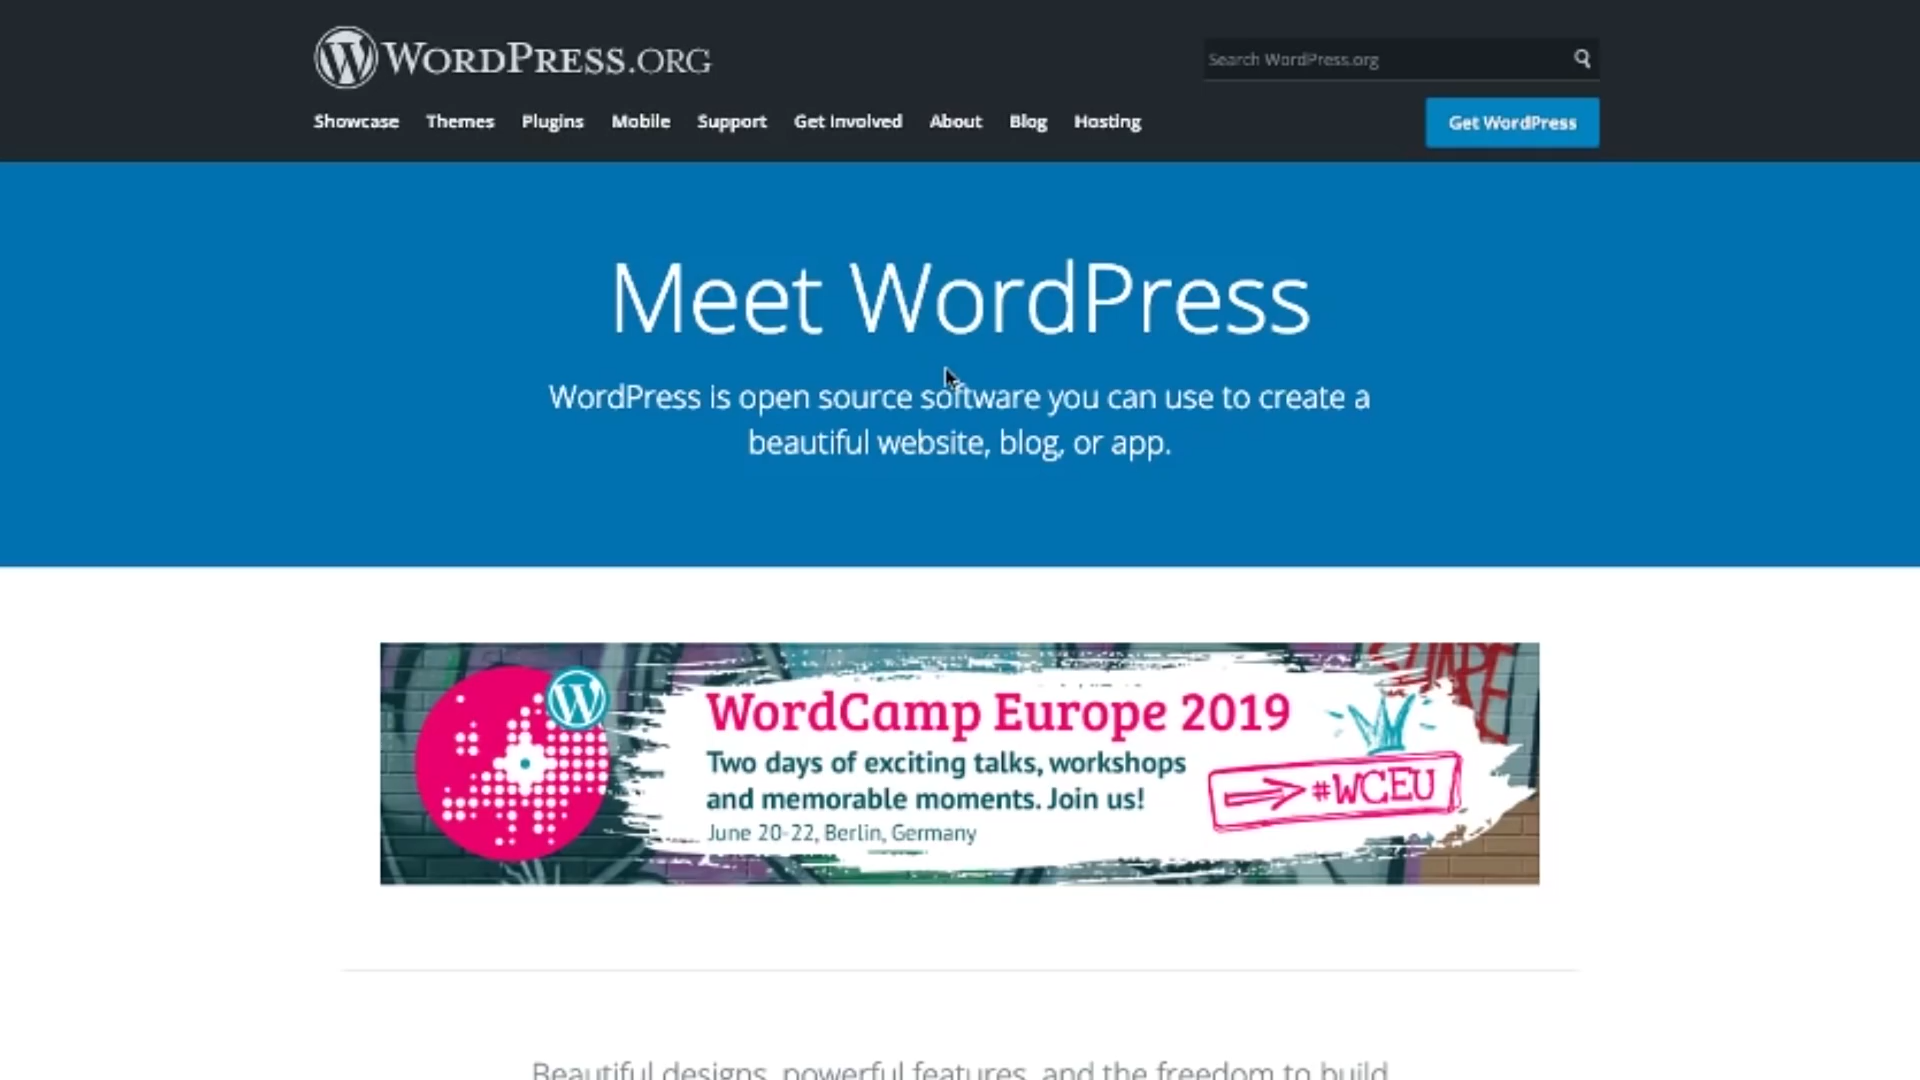 WORDPRESS.ORG
Search WordPress.org
Showcase Themes Plugins Mobile Support Get Involved About Blog Hosting
Get WordPress
Meet WordPress
WordPress is open source software you can use to create a
beautiful website, blog, or app.
SHAPE
WordCamp Europe 2019
Two days of exciting talks, workshops
and memorable moments. Join us!
#WCEU
June 20-22, Berlin, Germany
Beautiful designs, powerful features, and the freedom to build